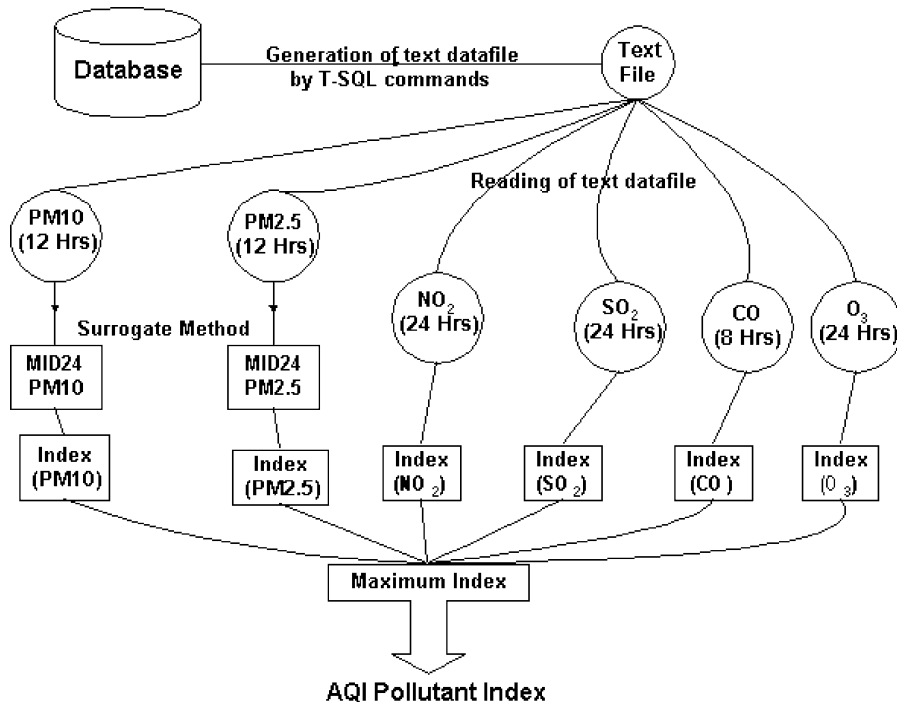 Database
Generation of text datafile
by T-SQL commands
Text
File
Reading of text datafile
PM10
(12 Hrs)
PM2.5
(12 Hrs)
NO₂
(24 Hrs)
SO₂
(24 Hrs)
CO
(8 Hrs)
O₃
(24 Hrs)
Surrogate Method
MID24
PM10
MID24
PM2.5
Index
(PM10)
Index
(PM2.5)
Index
(NO₂)
Index
(SO₂)
Index
(CO)
Index
(O₃)
Maximum Index
AQI Pollutant Index